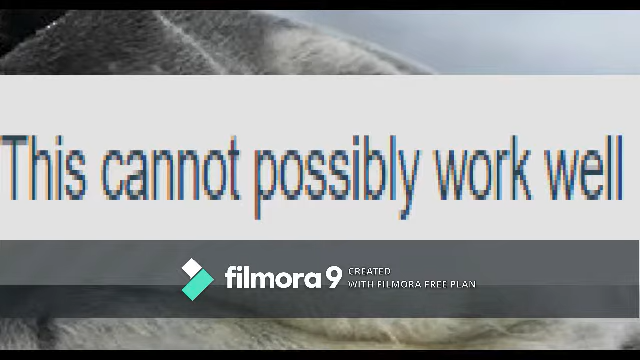 This cannot possibly work well
filmora9
CREATED
WITH FILMORA FREE PLAN